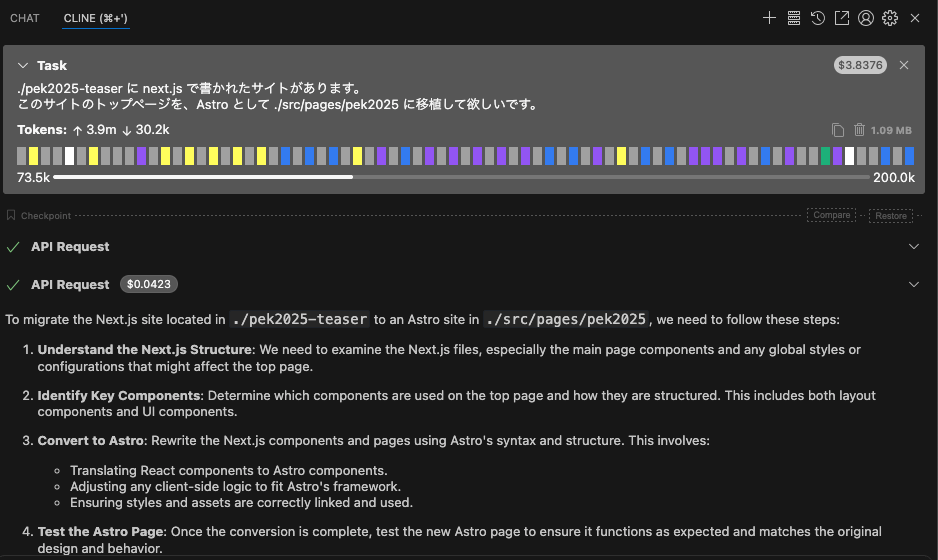 CHAT
CLINE (⌘+')
Task
$3.8376
./pek2025-teaser に next.js で書かれたサイトがあります。
このサイトのトップページを、Astro として ./src/pages/pek2025 に移植して欲しいです。
Tokens: ↑ 3.9m ↓ 30.2k
1.09 MB
73.5k
200.0k
Checkpoint
Compare
Restore
API Request
API Request
$0.0423
To migrate the Next.js site located in ./pek2025-teaser to an Astro site in ./src/pages/pek2025, we need to follow these steps:
1. Understand the Next.js Structure: We need to examine the Next.js files, especially the main page components and any global styles or
configurations that might affect the top page.
2. Identify Key Components: Determine which components are used on the top page and how they are structured. This includes both layout
components and UI components.
3. Convert to Astro: Rewrite the Next.js components and pages using Astro's syntax and structure. This involves:
Translating React components to Astro components.
Adjusting any client-side logic to fit Astro's framework.
Ensuring styles and assets are correctly linked and used.
4. Test the Astro Page: Once the conversion is complete, test the new Astro page to ensure it functions as expected and matches the original
design and behavior.